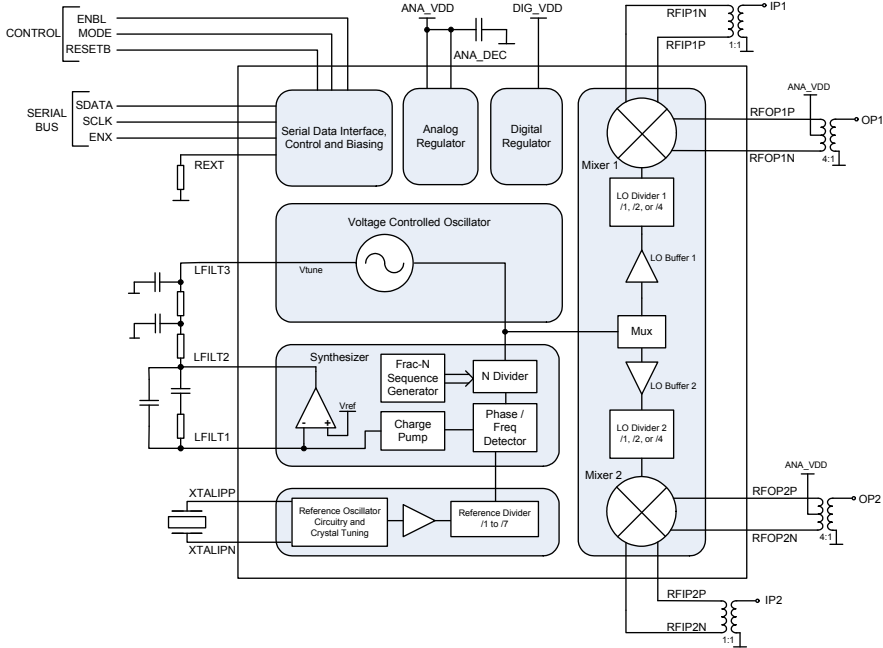 CONTROL
ENBL
MODE
RESETB
ANA_VDD
ANA_DEC
DIG_VDD
RFIP1N
RFIP1P
IP1
1:1
SERIAL
BUS
SDATA
SCLK
ENX
REXT
Serial Data Interface,
Control and Biasing
Analog
Regulator
Digital
Regulator
Mixer 1
RFOP1P
RFOP1N
ANA_VDD
OP1
4:1
LO Divider 1
/1, /2, or /4
LO Buffer 1
Voltage Controlled Oscillator
Vtune
LFILT3
Mux
LFILT2
Synthesizer
Frac-N
Sequence
Generator
N Divider
LO Buffer 2
Vref
-
+
Charge
Pump
Phase /
Freq
Detector
LO Divider 2
/1, /2, or /4
LFILT1
Mixer 2
ANA_VDD
RFOP2P
RFOP2N
OP2
4:1
XTALIPP
XTALIPN
Reference Oscillator
Circuitry and
Crystal Tuning
Reference Divider
/1 to /7
RFIP2P
RFIP2N
IP2
1:1